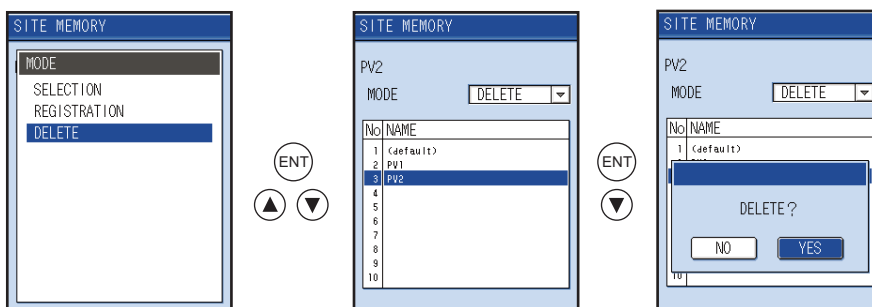 SITE MEMORY
MODE
SELECTION
REGISTRATION
DELETE
ENT
SITE MEMORY
PV2
MODE DELETE
No NAME
1 (default)
2 PV1
3 PV2
4
5
6
7
8
9
10
ENT
SITE MEMORY
PV2
MODE DELETE
No NAME
1 (default)
DELETE?
NO YES